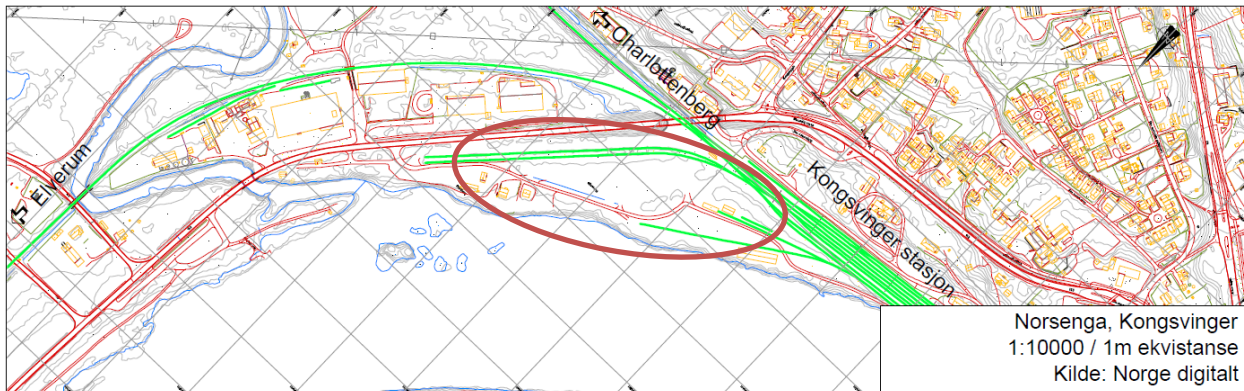 Elverum
Charlottenberg
Kongsvinger stasjon
Norsenga, Kongsvinger
1:10000 / 1m ekvistanse
Kilde: Norge digitalt